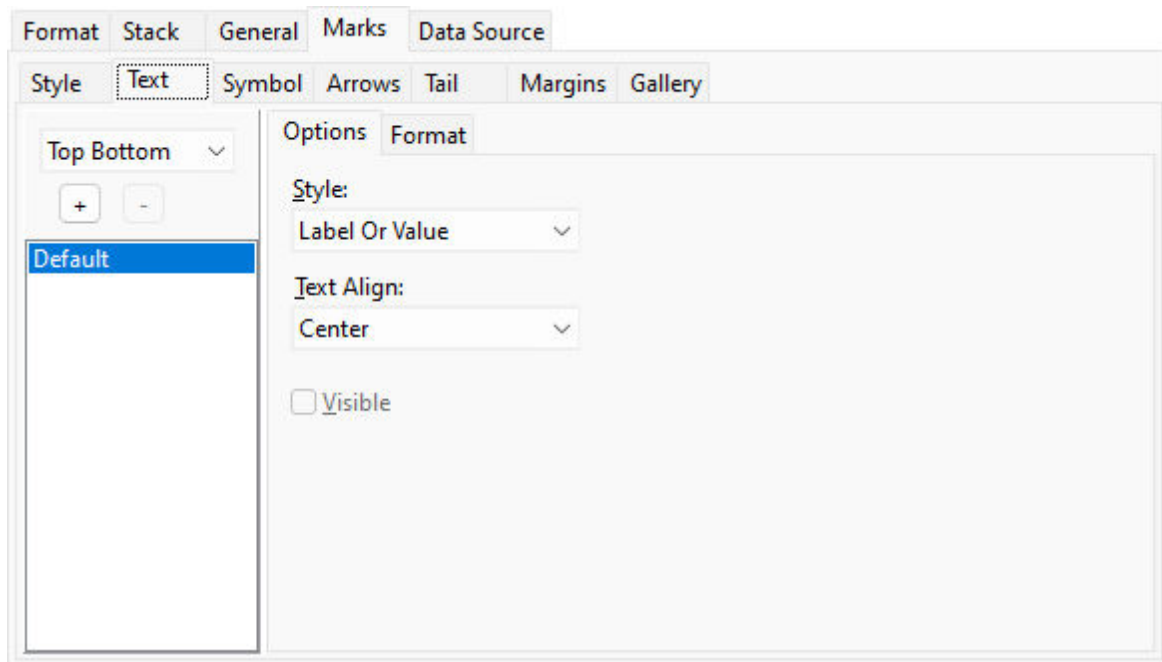 Format Stack General Marks Data Source
Style Text Symbol Arrows Tail Margins Gallery
Top Bottom
+ -
Default
Options Format
Style:
Label Or Value
Text Align:
Center
Visible